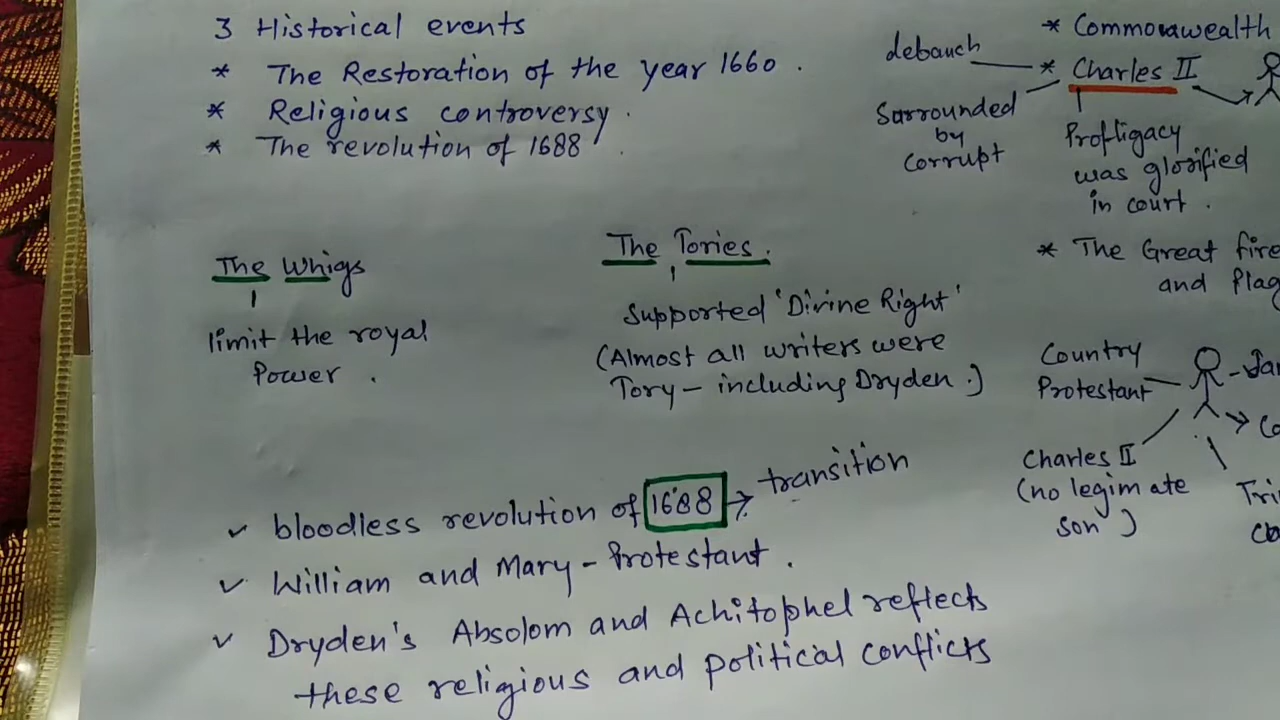 3 Historical events
* The Restoration of the year 1660 .
* Religious controversy .
* The revolution of 1688 .
* Commonwealth
debauch
* Charles II
Surrounded
by
corrupt
Profligacy
was glorified
in court .
* The Great fire
and Plag
The Whigs
limit the royal
Power .
The Tories .
Supported 'Divine Right'
(Almost all writers were
Tory - including Dryden .)
Country
Protestant
Charles II
(no legimate
son)
✓ bloodless revolution of 1688 → transition
✓ William and Mary - Protestant .
✓ Dryden's Absolom and Achitophel reflects
these religious and political conflicts